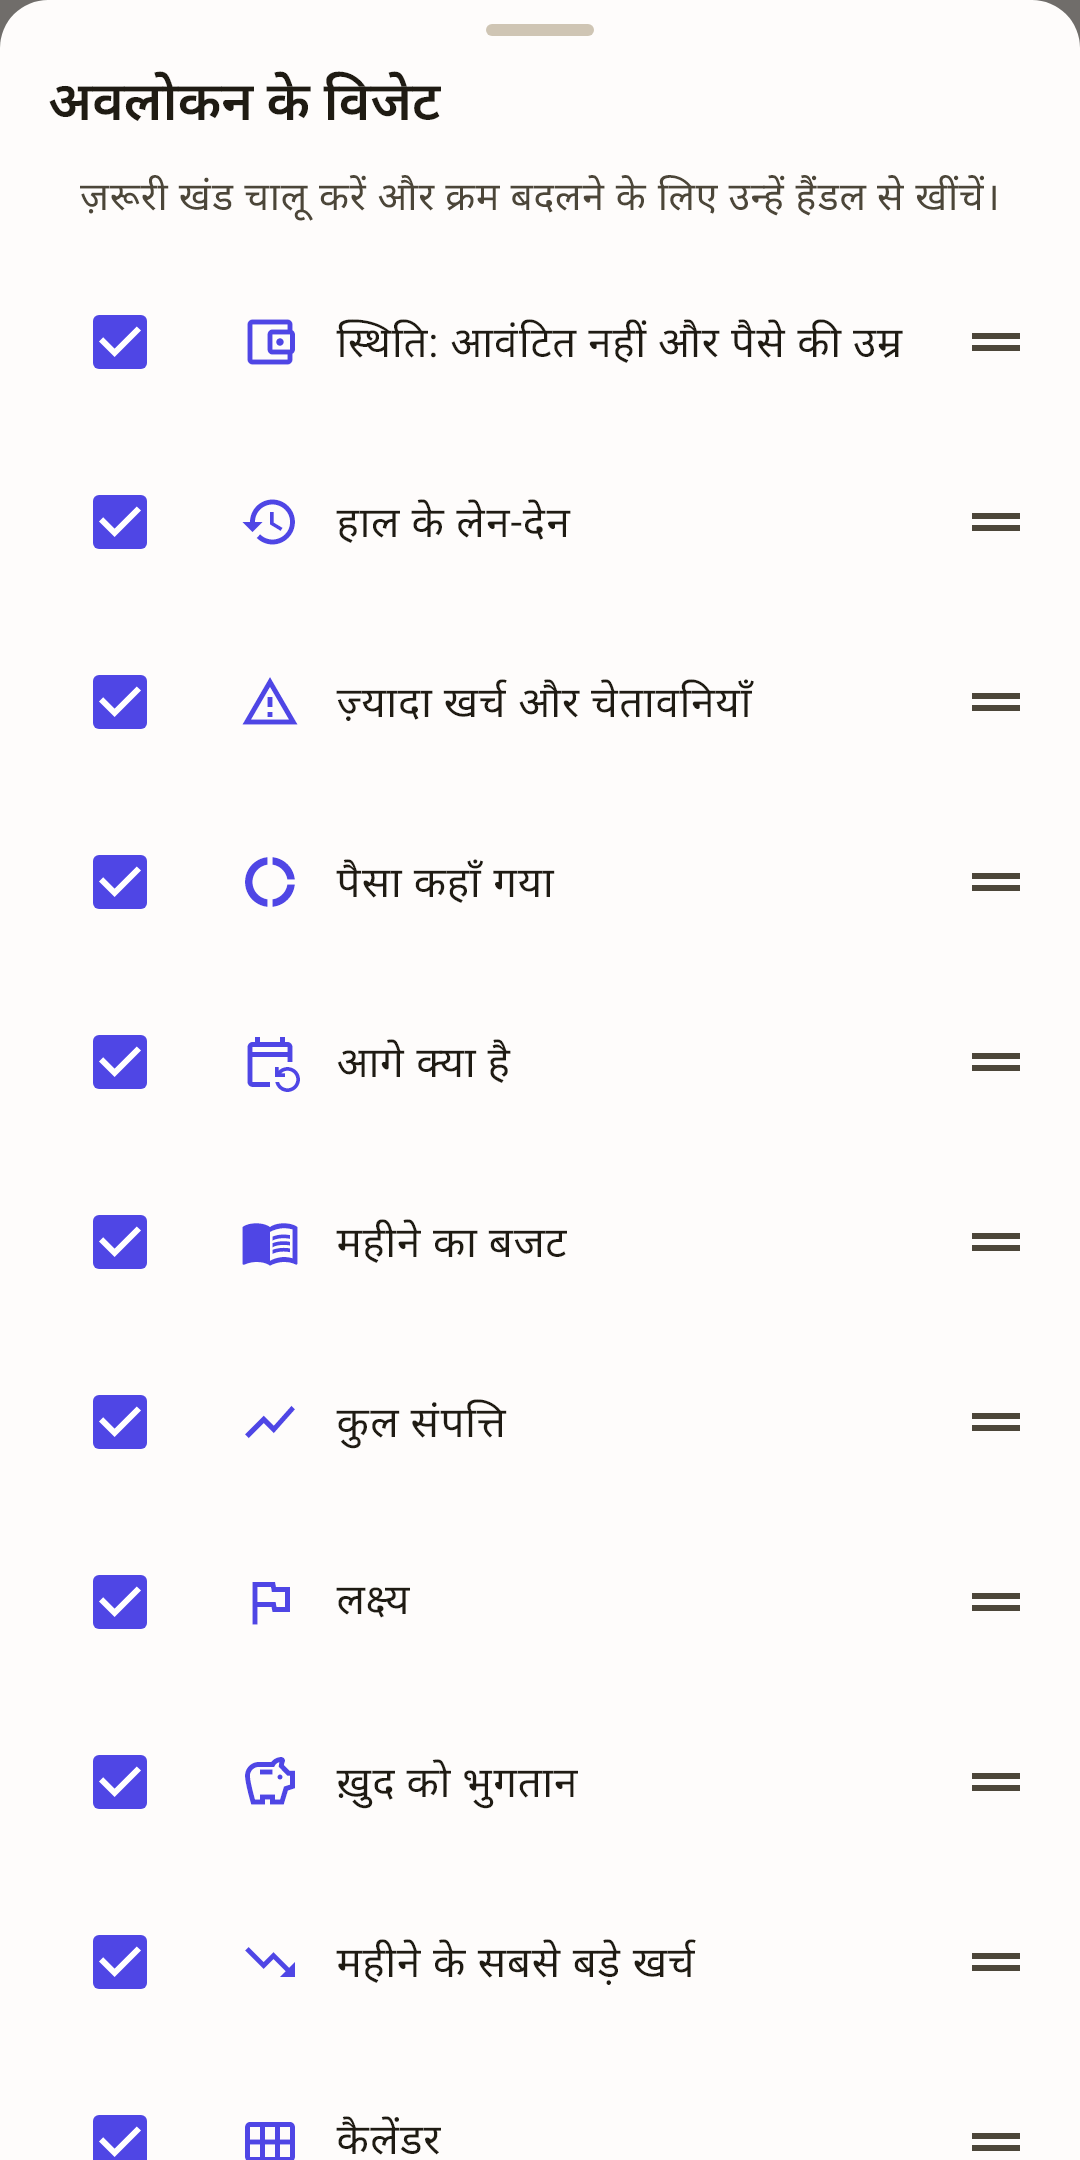 अवलोकन के विजेट
ज़रूरी खंड चालू करें और क्रम बदलने के लिए उन्हें हैंडल से खींचें।
स्थिति: आवंटित नहीं और पैसे की उम्र
हाल के लेन-देन
ज़्यादा खर्च और चेतावनियाँ
पैसा कहाँ गया
आगे क्या है
महीने का बजट
कुल संपत्ति
लक्ष्य
ख़ुद को भुगतान
महीने के सबसे बड़े खर्च
कैलेंडर